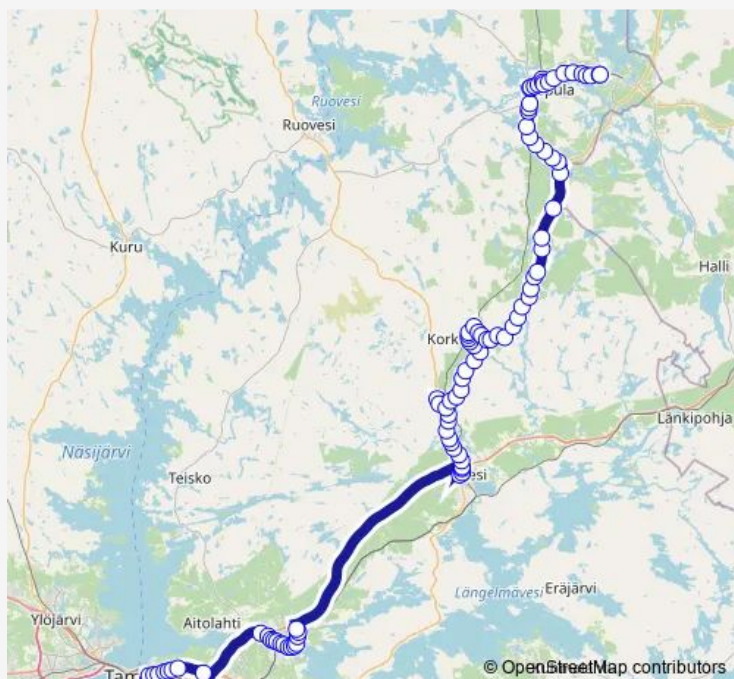 Ruovesi
Ruovesi
Kuru
Halli
Länkipohja
Näsijärvi
Teisko
Längelmävesi
Eräjärvi
Ylöjärvi
Aitolahti
© OpenStreetMap contributors